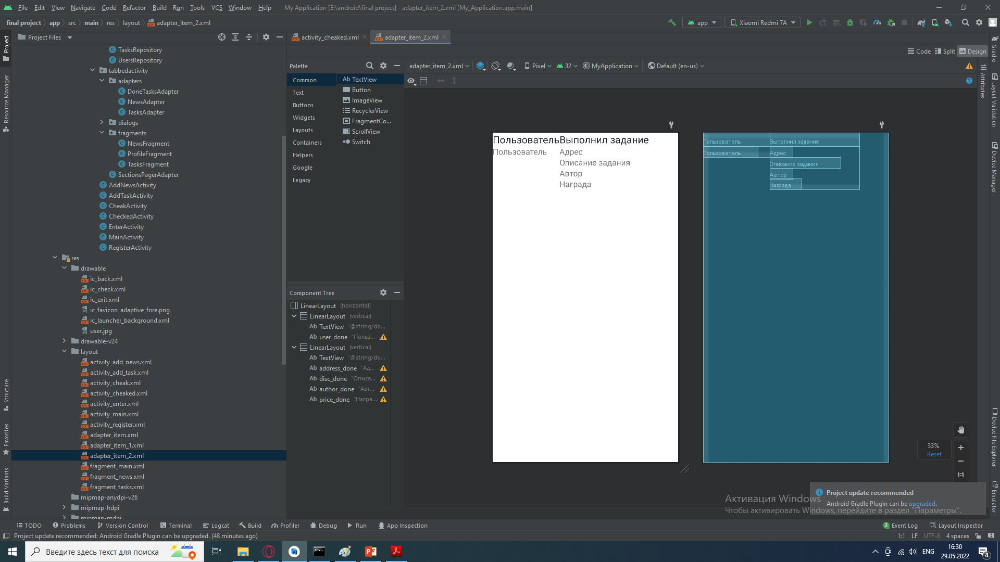 File Edit View Navigate Code Refactor Build Run Tools VCS Window Help My Application [E:\android\final project] - adapter_item_2.xml [My_Application.app.main]
final project app src main res layout adapter_item_2.xml
app Xiaomi Redmi 7A
Project
Resource Manager
Structure
Favorites
Build Variants
Project Files
TasksRepository
UsersRepository
tabbedactivity
adapters
DoneTasksAdapter
NewsAdapter
TasksAdapter
dialogs
fragments
NewsFragment
ProfileFragment
TasksFragment
SectionsPagerAdapter
AddNewsActivity
AddTaskActivity
CheakActivity
CheckedActivity
EnterActivity
MainActivity
RegisterActivity
res
drawable
ic_back.xml
ic_check.xml
ic_exit.xml
ic_favicon_adaptive_fore.png
ic_launcher_background.xml
user.jpg
drawable-v24
layout
activity_add_news.xml
activity_add_task.xml
activity_cheak.xml
activity_cheaked.xml
activity_enter.xml
activity_main.xml
activity_register.xml
adapter_item.xml
adapter_item_1.xml
adapter_item_2.xml
fragment_main.xml
fragment_news.xml
fragment_tasks.xml
mipmap-anydpi-v26
mipmap-hdpi
mipmap-mdpi
activity_cheaked.xml adapter_item_2.xml
Code Split Design
Palette
Common
Text
Buttons
Widgets
Layouts
Containers
Helpers
Google
Legacy
Ab TextView
Button
ImageView
RecyclerView
FragmentCo...
ScrollView
Switch
adapter_item_2.xml Pixel 32 MyApplication Default (en-us)
Component Tree
LinearLayout (horizontal)
LinearLayout (vertical)
Ab TextView "@string/do...
Ab user_done "Польз...
LinearLayout (vertical)
Ab TextView "@string/do...
Ab address_done "Ад...
Ab disc_done "Описа...
Ab author_done "Авт...
Ab price_done "Награ...
ПользовательВыполнил задание
Пользователь Адрес
Описание задания
Автор
Награда
Пользователь Выполнил задание
Пользователь Адрес
Описание задания
Автор
Награда
33%
Reset
1:1
Gradle
Attributes
Layout Validation
Device Manager
Device File Explorer
Emulator
Project update recommended
Android Gradle Plugin can be upgraded.
Активация Windows
Чтобы активировать Windows, перейдите в раздел "Параметры".
TODO Problems Version Control Terminal Logcat Build Profiler Debug Run App Inspection 2 Event Log Layout Inspector
Project update recommended: Android Gradle Plugin can be upgraded. (48 minutes ago) 1:1 LF UTF-8 4 spaces
Введите здесь текст для поиска
ENG
16:30
29.05.2022
4